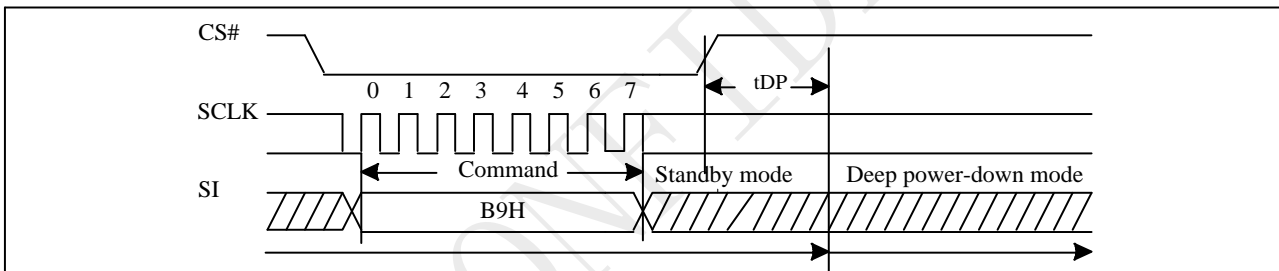 CS#
tDP
0 1 2 3 4 5 6 7
SCLK
Command
Standby mode
Deep power-down mode
SI
B9H